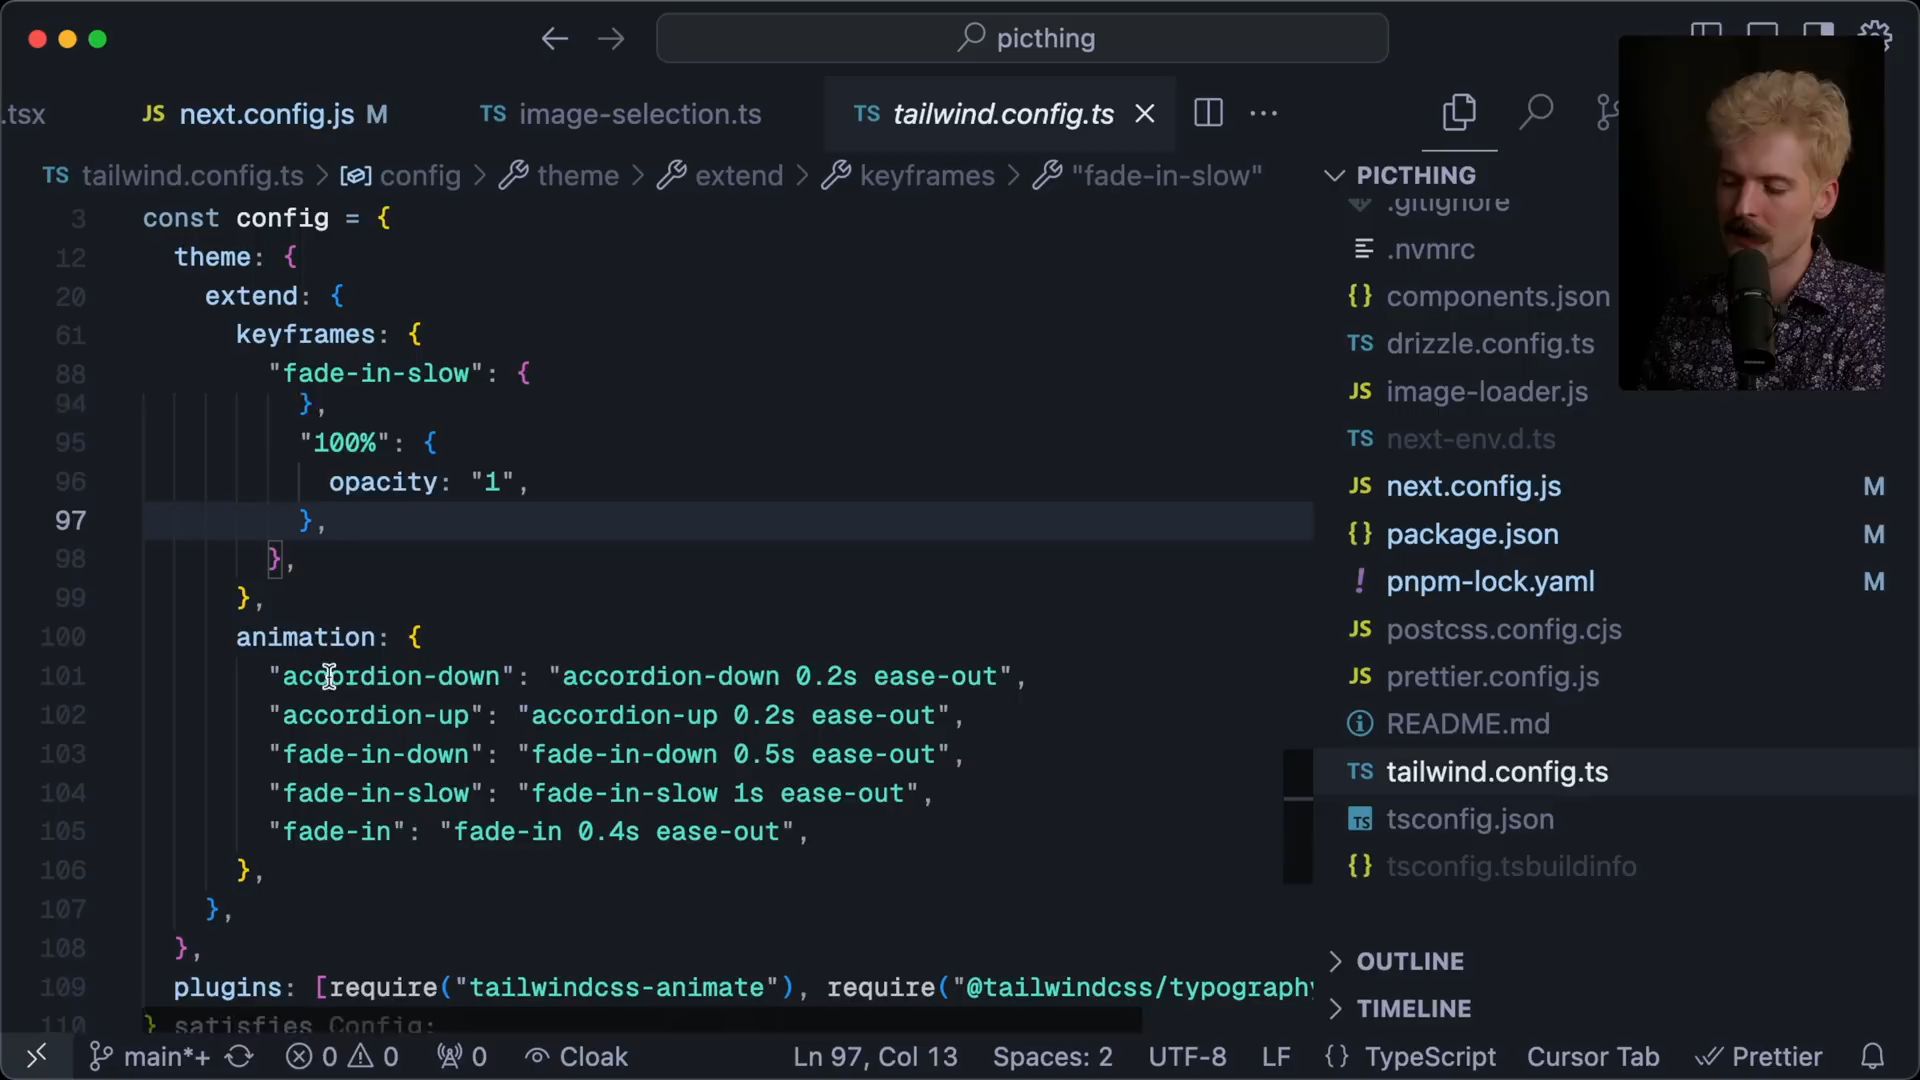 picthing
.tsx
JS next.config.js M
TS image-selection.ts
TS tailwind.config.ts
TS tailwind.config.ts > config > theme > extend > keyframes > "fade-in-slow"
3 const config = {
12 theme: {
20 extend: {
61 keyframes: {
88 "fade-in-slow": {
94 },
95 "100%": {
96 opacity: "1",
97 },
98 },
99 },
100 animation: {
101 "accordion-down": "accordion-down 0.2s ease-out",
102 "accordion-up": "accordion-up 0.2s ease-out",
103 "fade-in-down": "fade-in-down 0.5s ease-out",
104 "fade-in-slow": "fade-in-slow 1s ease-out",
105 "fade-in": "fade-in 0.4s ease-out",
106 },
107 },
108 },
109 plugins: [require("tailwindcss-animate"), require("@tailwindcss/typography
110 } satisfies Config;
PICTHING
.gitignore
.nvmrc
{} components.json
TS drizzle.config.ts
JS image-loader.js
TS next-env.d.ts
JS next.config.js M
{} package.json M
! pnpm-lock.yaml M
JS postcss.config.cjs
JS prettier.config.js
README.md
TS tailwind.config.ts
TS tsconfig.json
{} tsconfig.tsbuildinfo
OUTLINE
TIMELINE
main*+ 0 0 0 Cloak Ln 97, Col 13 Spaces: 2 UTF-8 LF {} TypeScript Cursor Tab Prettier